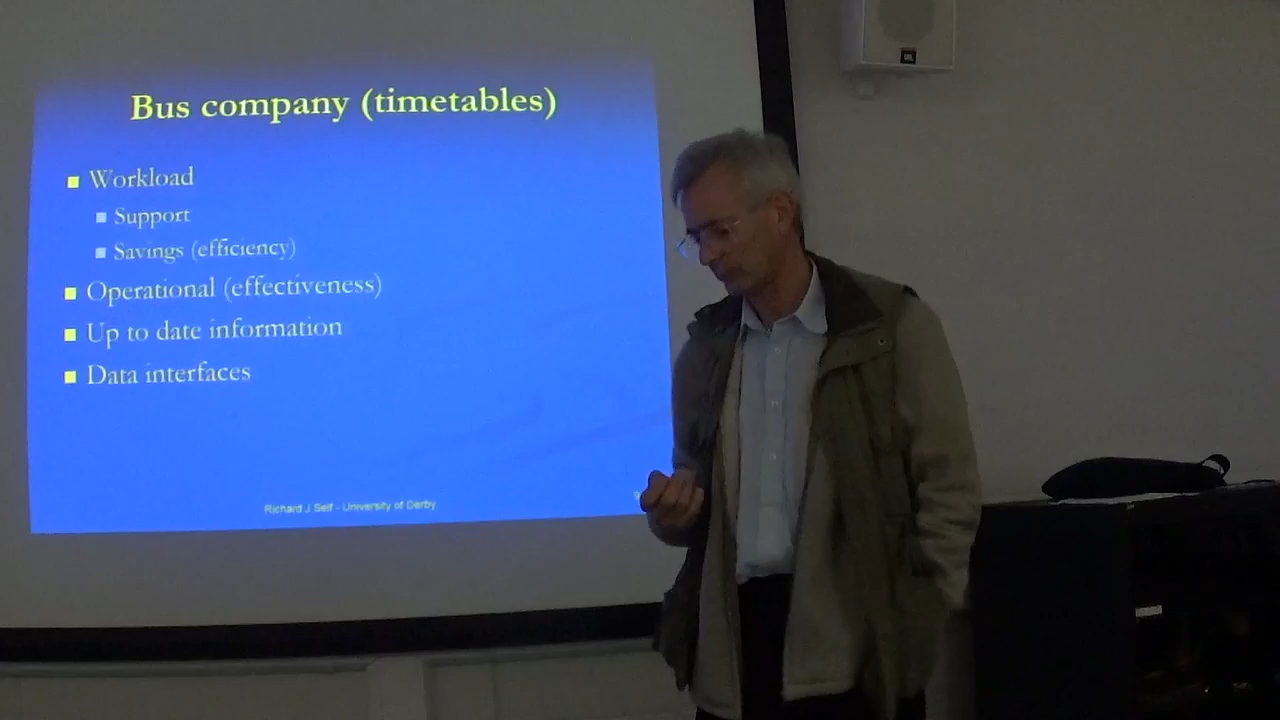 Bus company (timetables)
Workload
Support
Savings (efficiency)
Operational (effectiveness)
Up to date information
Data interfaces
Richard J Self - University of Derby
JBL